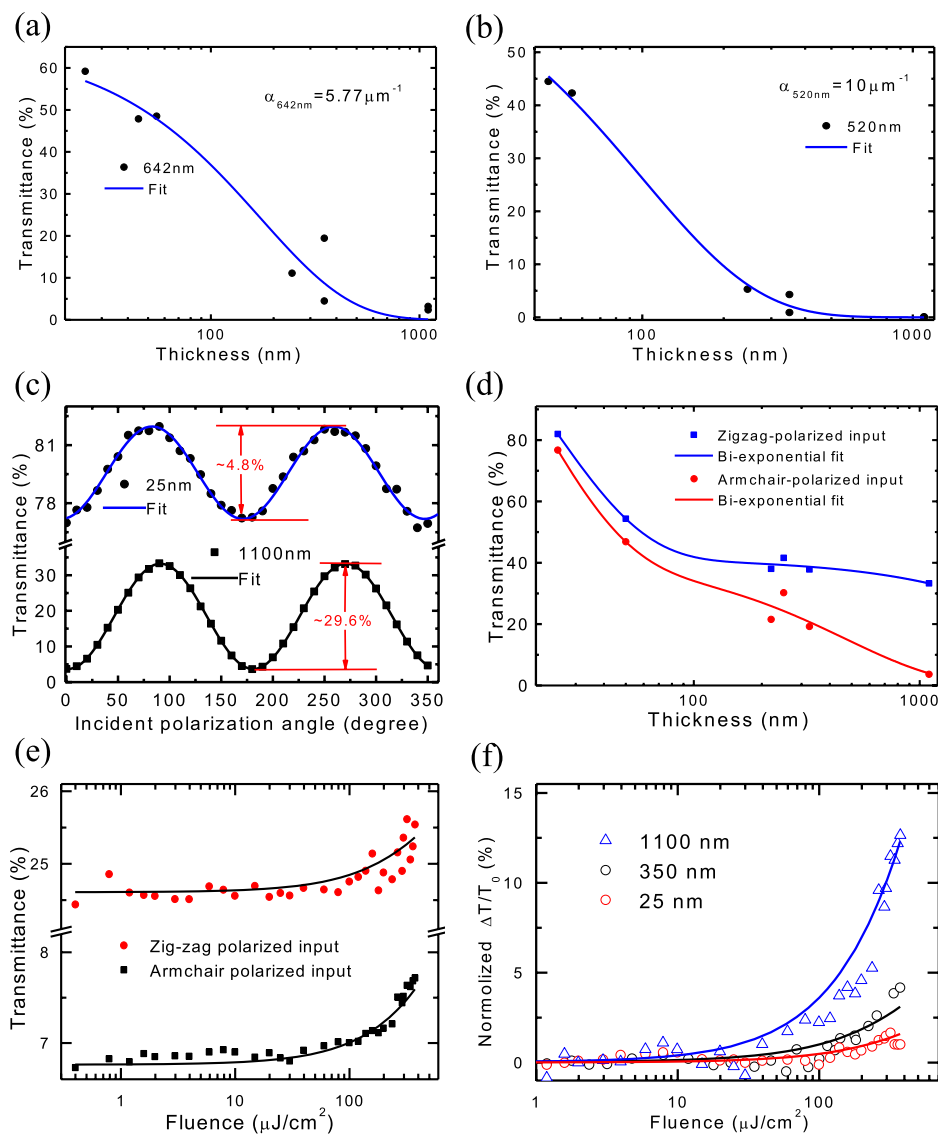 (a)
60
50
40
30
20
10
0
Transmittance (%)
α642nm=5.77μm⁻¹
642nm
Fit
100
1000
Thickness (nm)
(b)
50
40
30
20
10
0
Transmittance (%)
α520nm=10μm⁻¹
520nm
Fit
100
1000
Thickness (nm)
(c)
81
78
30
20
10
0
Transmittance (%)
~4.8%
25nm
Fit
1100nm
Fit
~29.6%
0 50 100 150 200 250 300 350
Incident polarization angle (degree)
(d)
80
60
40
20
0
Transmittance (%)
Zigzag-polarized input
Bi-exponential fit
Armchair-polarized input
Bi-exponential fit
100
1000
Thickness (nm)
(e)
26
25
8
7
Transmittance (%)
Zig-zag polarized input
Armchair polarized input
1 10 100
Fluence (μJ/cm²)
(f)
15
10
5
0
Normolized ΔT/T₀ (%)
1100 nm
350 nm
25 nm
1 10 100
Fluence (μJ/cm²)